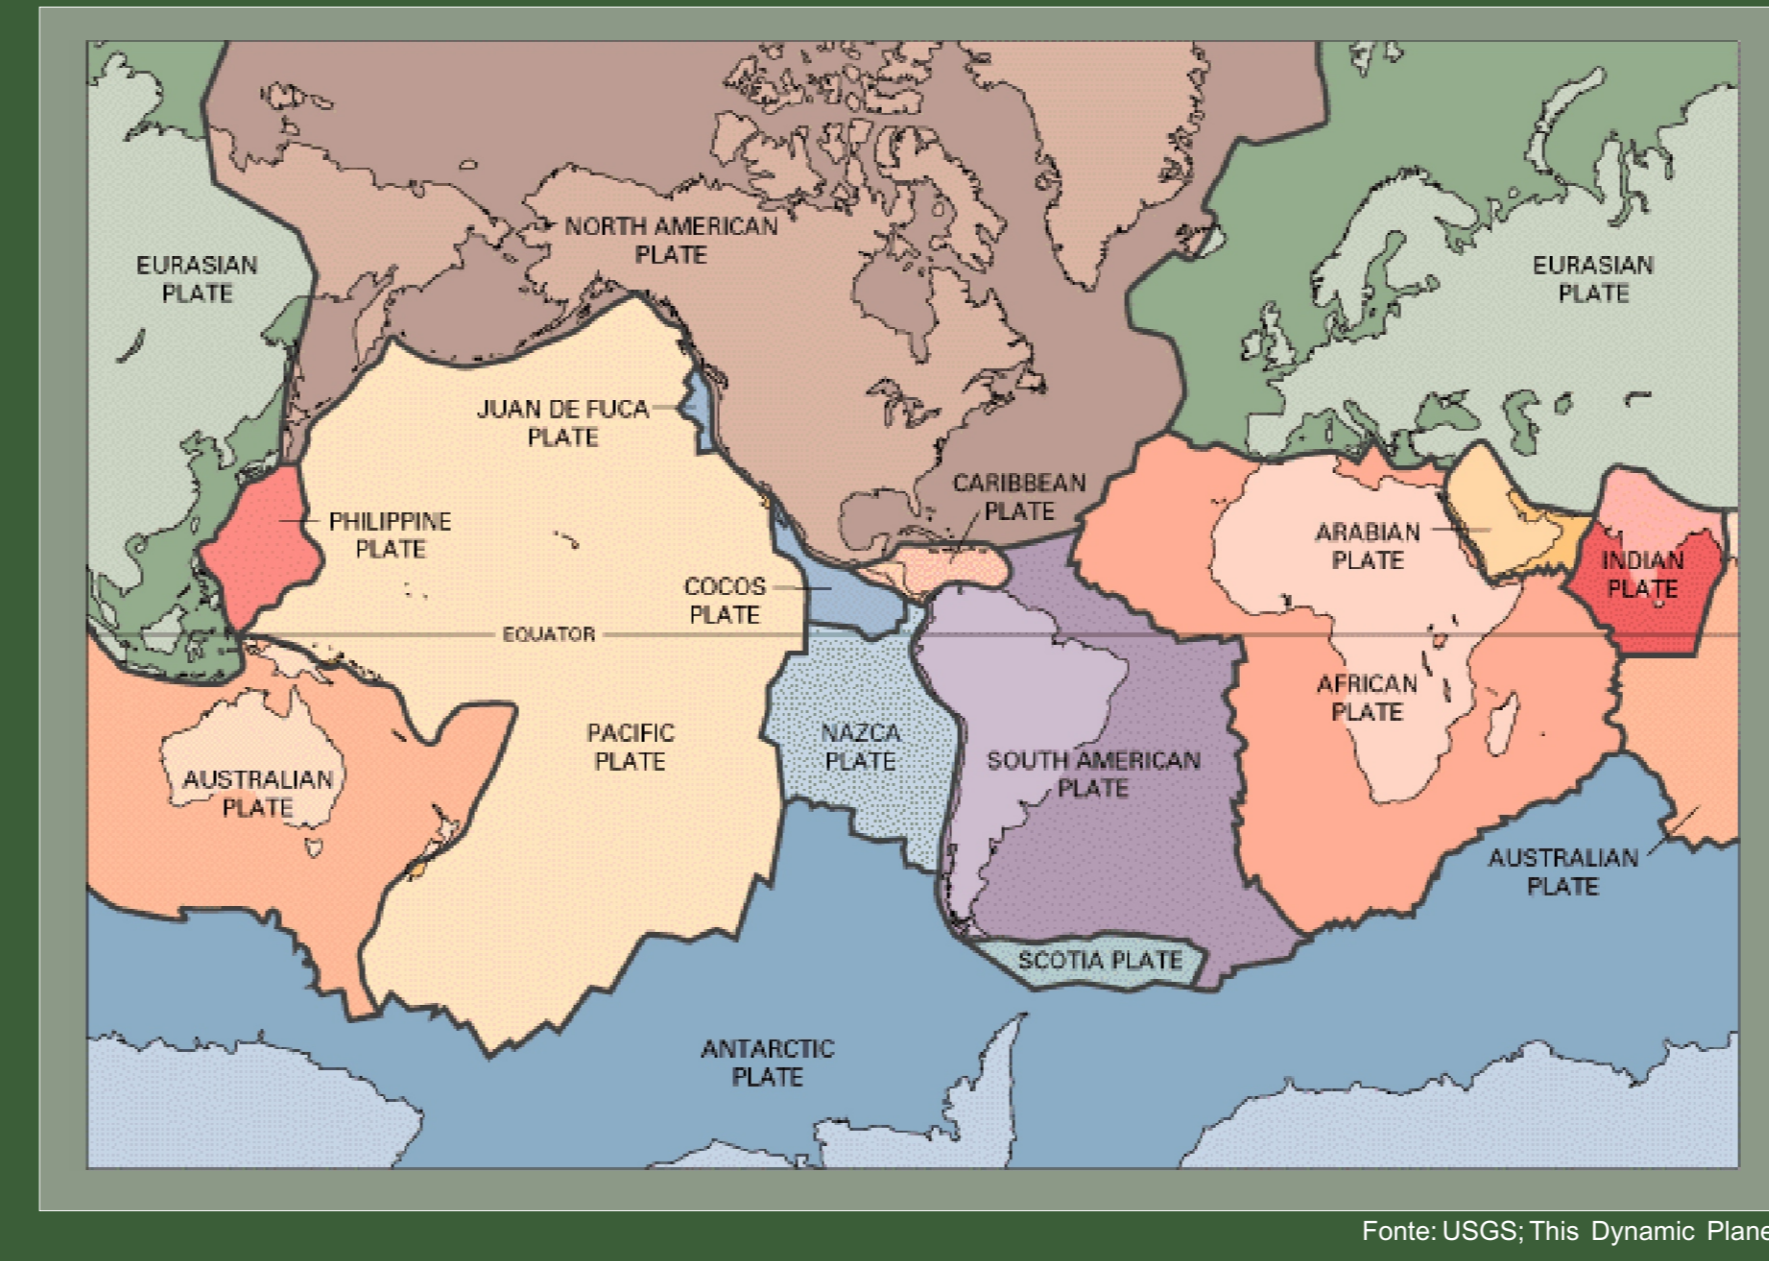 NORTH AMERICAN
PLATE
EURASIAN
PLATE
EURASIAN
PLATE
JUAN DE FUCA
PLATE
CARIBBEAN
PLATE
PHILIPPINE
PLATE
ARABIAN
PLATE
INDIAN
PLATE
COCOS
PLATE
EQUATOR
AFRICAN
PLATE
PACIFIC
PLATE
NAZCA
PLATE
SOUTH AMERICAN
PLATE
AUSTRALIAN
PLATE
AUSTRALIAN
PLATE
SCOTIA PLATE
ANTARCTIC
PLATE
Fonte: USGS; This Dynamic Plane